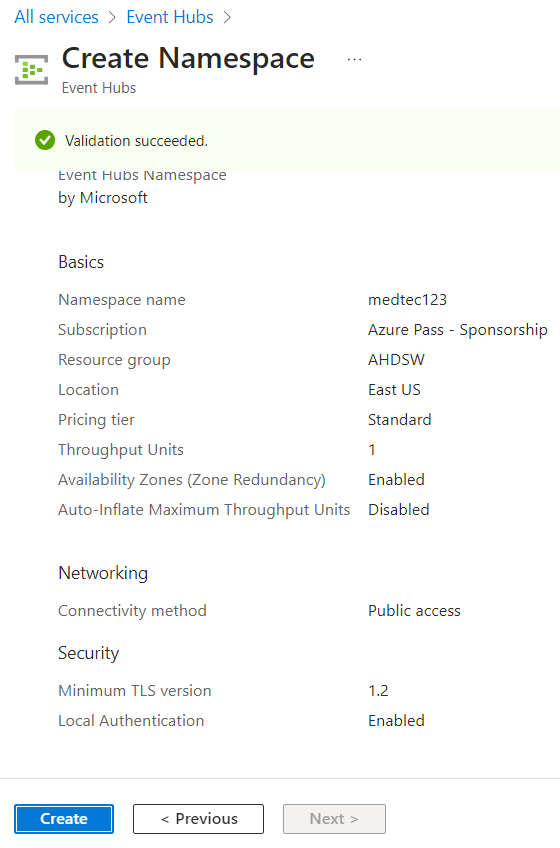 All services > Event Hubs >
Create Namespace ...
Event Hubs
Validation succeeded.
Event Hubs Namespace
by Microsoft
Basics
Namespace name medtec123
Subscription Azure Pass - Sponsorship
Resource group AHDSW
Location East US
Pricing tier Standard
Throughput Units 1
Availability Zones (Zone Redundancy) Enabled
Auto-Inflate Maximum Throughput Units Disabled
Networking
Connectivity method Public access
Security
Minimum TLS version 1.2
Local Authentication Enabled
Create < Previous Next >